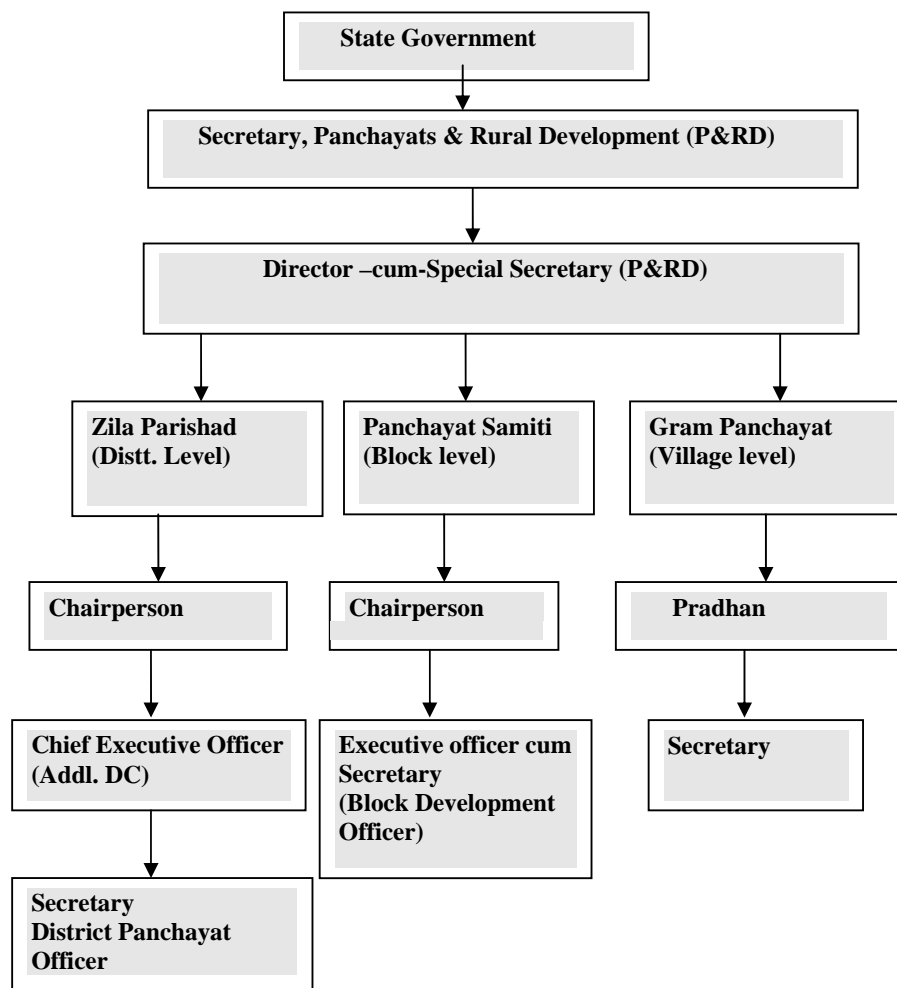 State Government
Secretary, Panchayats & Rural Development (P&RD)
Director –cum-Special Secretary (P&RD)
Zila Parishad
(Distt. Level)
Panchayat Samiti
(Block level)
Gram Panchayat
(Village level)
Chairperson
Chairperson
Pradhan
Chief Executive Officer
(Addl. DC)
Executive officer cum
Secretary
(Block Development
Officer)
Secretary
Secretary
District Panchayat
Officer